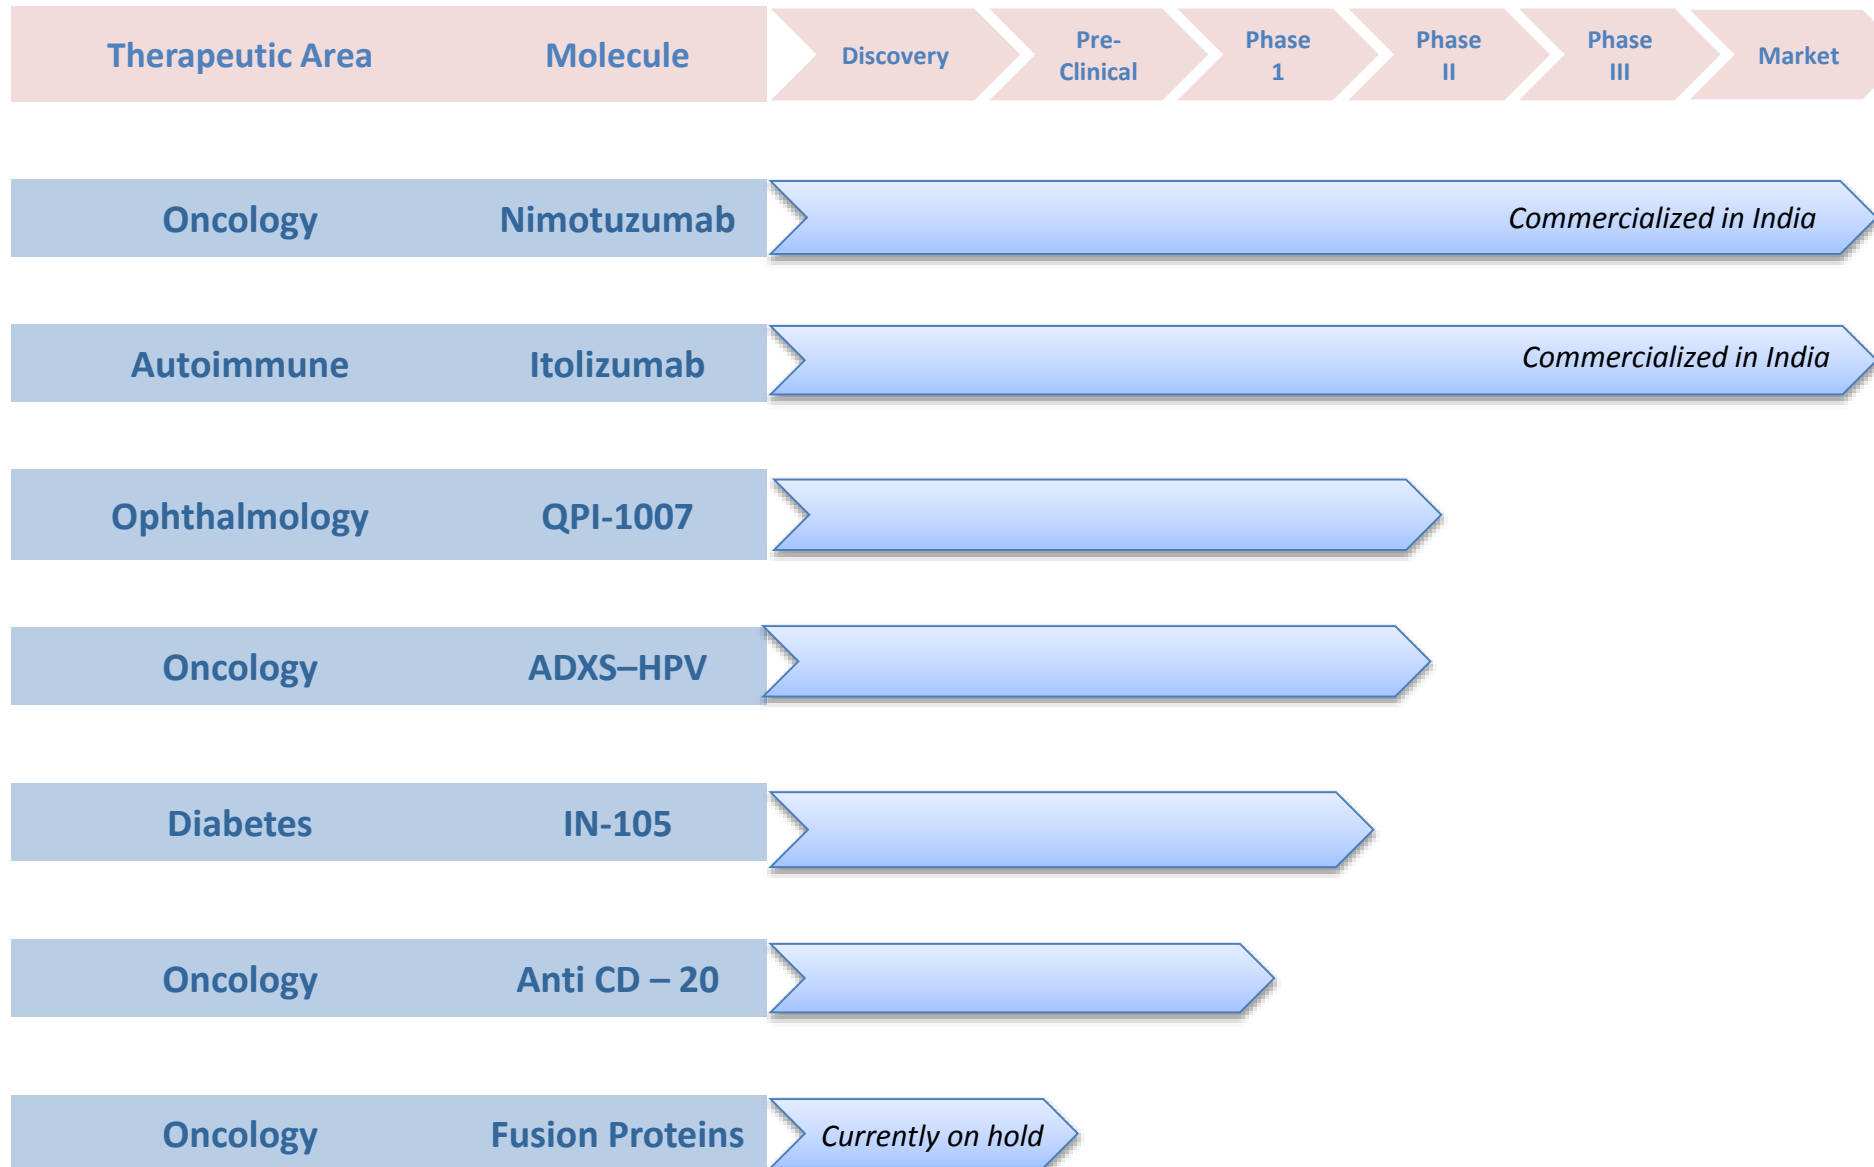 Therapeutic Area Molecule Discovery Pre-Clinical Phase 1 Phase II Phase III Market
Oncology Nimotuzumab Commercialized in India
Autoimmune Itolizumab Commercialized in India
Ophthalmology QPI-1007
Oncology ADXS–HPV
Diabetes IN-105
Oncology Anti CD – 20
Oncology Fusion Proteins Currently on hold